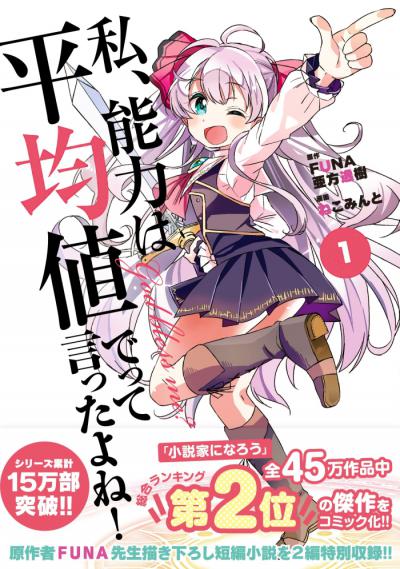 私、能力は
平均値でって
言ったよね!
God bless me?
原作
FUNA
亜方逸樹
漫画
ねこみんと
1
シリーズ累計
15万部
突破!!
「小説家になろう」
総合ランキング
第2位
全45万作品中
の傑作を
コミック化!!
原作者FUNA先生描き下ろし短編小説を2編特別収録!!